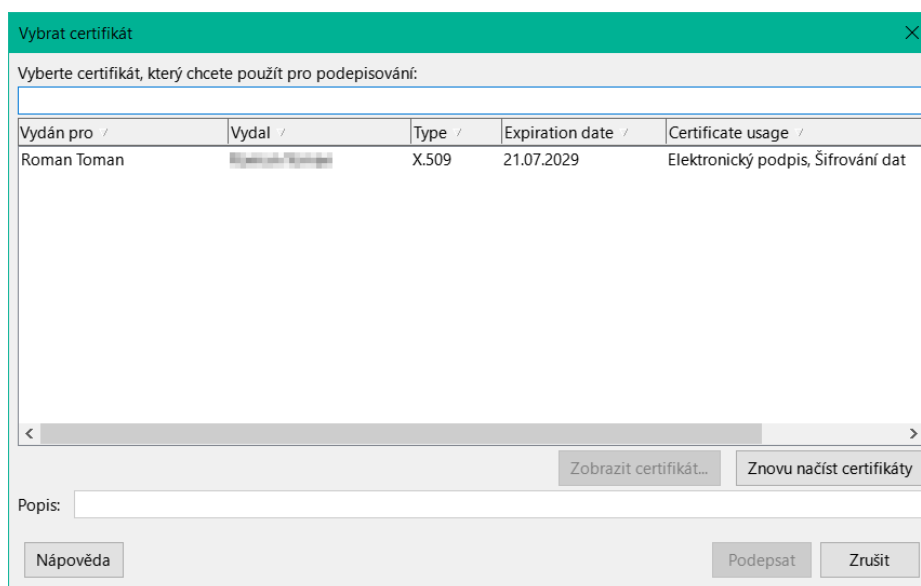 Vybrat certifikát
Vyberte certifikát, který chcete použít pro podepisování:
Vydán pro Vydal Type Expiration date Certificate usage
Roman Toman X.509 21.07.2029 Elektronický podpis, Šifrování dat
Zobrazit certifikát... Znovu načíst certifikáty
Popis:
Nápověda Podepsat Zrušit